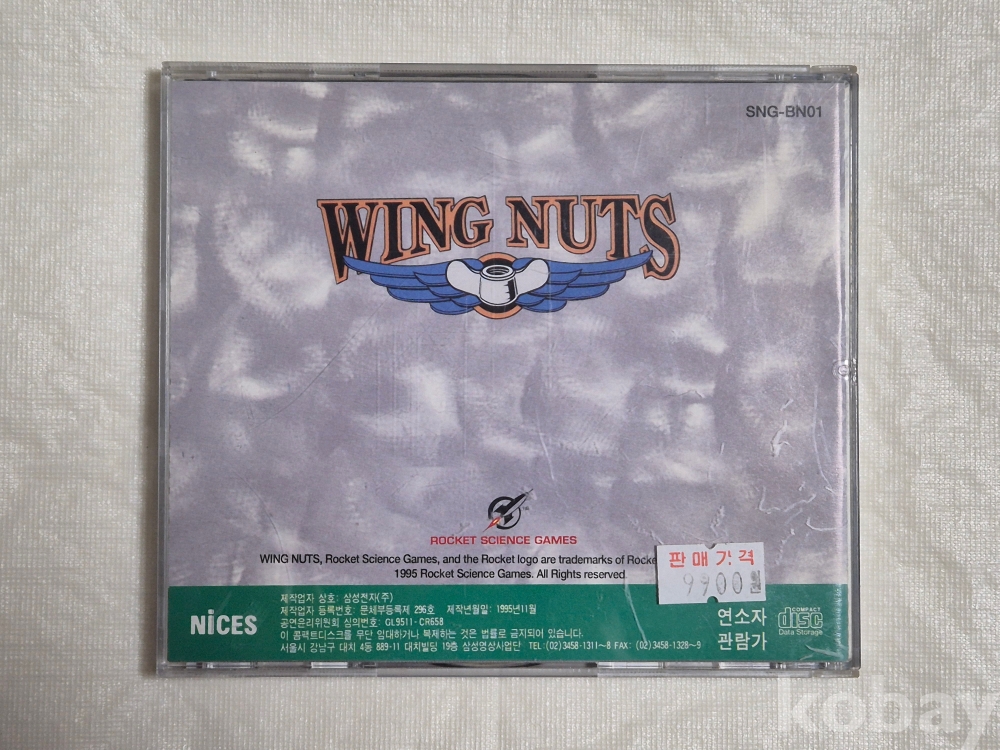 SNG-BN01
WING NUTS
ROCKET SCIENCE GAMES
WING NUTS, Rocket Science Games, and the Rocket logo are trademarks of Rocke
1995 Rocket Science Games. All Rights reserved.
판매가격
9900원
NICES
제작업자 상호: 삼성전자(주)
제작업자 등록번호: 문체부등록제 296호 제작년월일: 1995년11월
공연윤리위원회 심의번호: GL9511-CR658
이 콤팩트디스크를 무단 임대하거나 복제하는 것은 법률로 금지되어 있습니다.
서울시 강남구 대치 4동 889-11 대치빌딩 19층 삼성영상사업단 TEL:(02)3458-1311~8 FAX: (02)3458-1328~9
연소자
관람가
COMPACT
disc
Data Storage
kobay